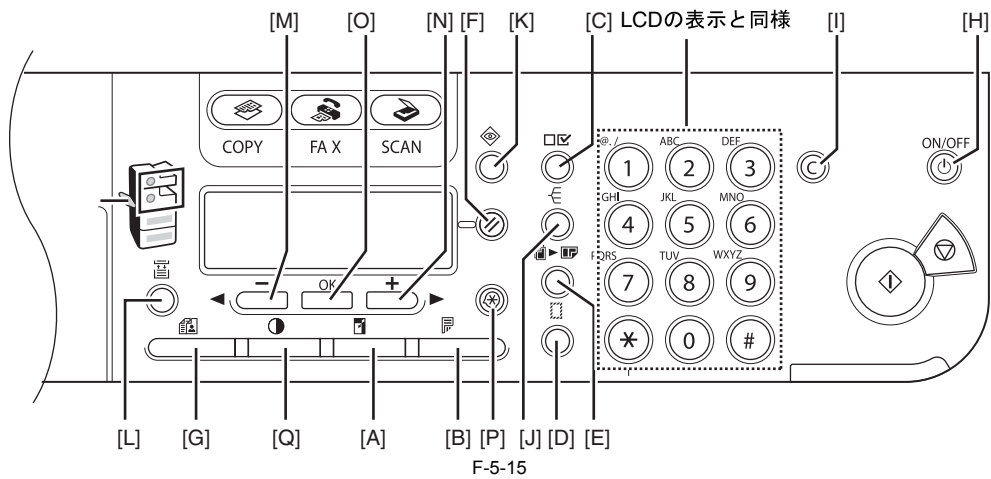 [M] [O] [N] [F] [K] [C] LCDの表示と同様 [I] [H]
COPY FA X SCAN
ON/OFF
@./ ABC DEF
1 2 3 C
GHI JKL MNO
4 5 6
PQRS TUV WXYZ
7 8 9
− OK +
* 0 #
[L] [G] [Q] [A] [B] [P] [J] [D] [E]
F-5-15